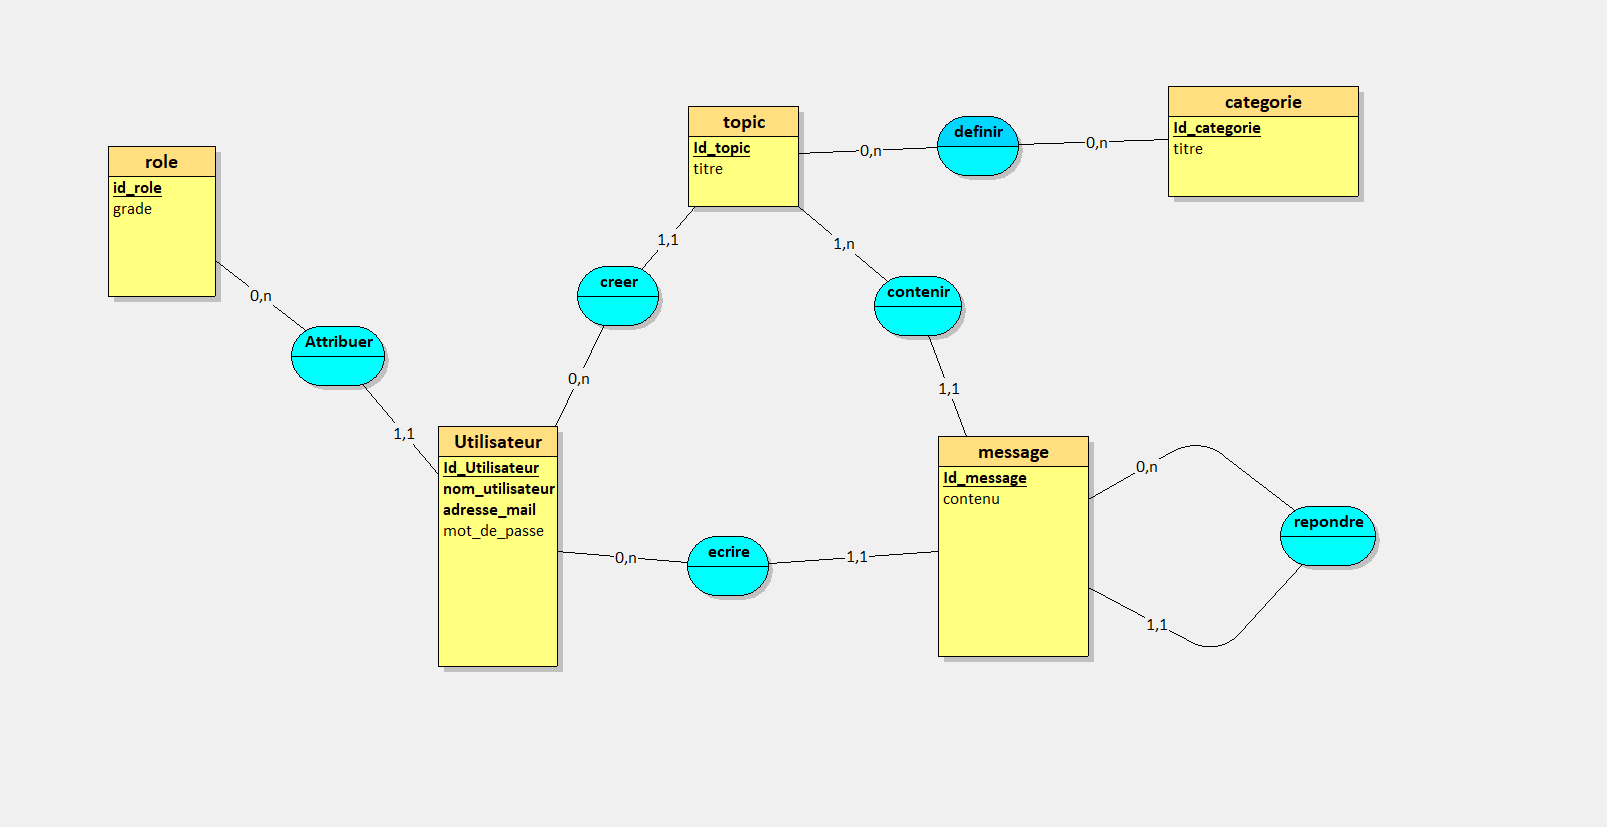 categorie
Id_categorie
titre
topic
Id_topic
titre
definir
0,n
0,n
role
id_role
grade
1,1
1,n
creer
contenir
0,n
Attribuer
0,n
1,1
1,1
Utilisateur
Id_Utilisateur
nom_utilisateur
adresse_mail
mot_de_passe
message
Id_message
contenu
0,n
repondre
1,1
0,n
ecrire
1,1